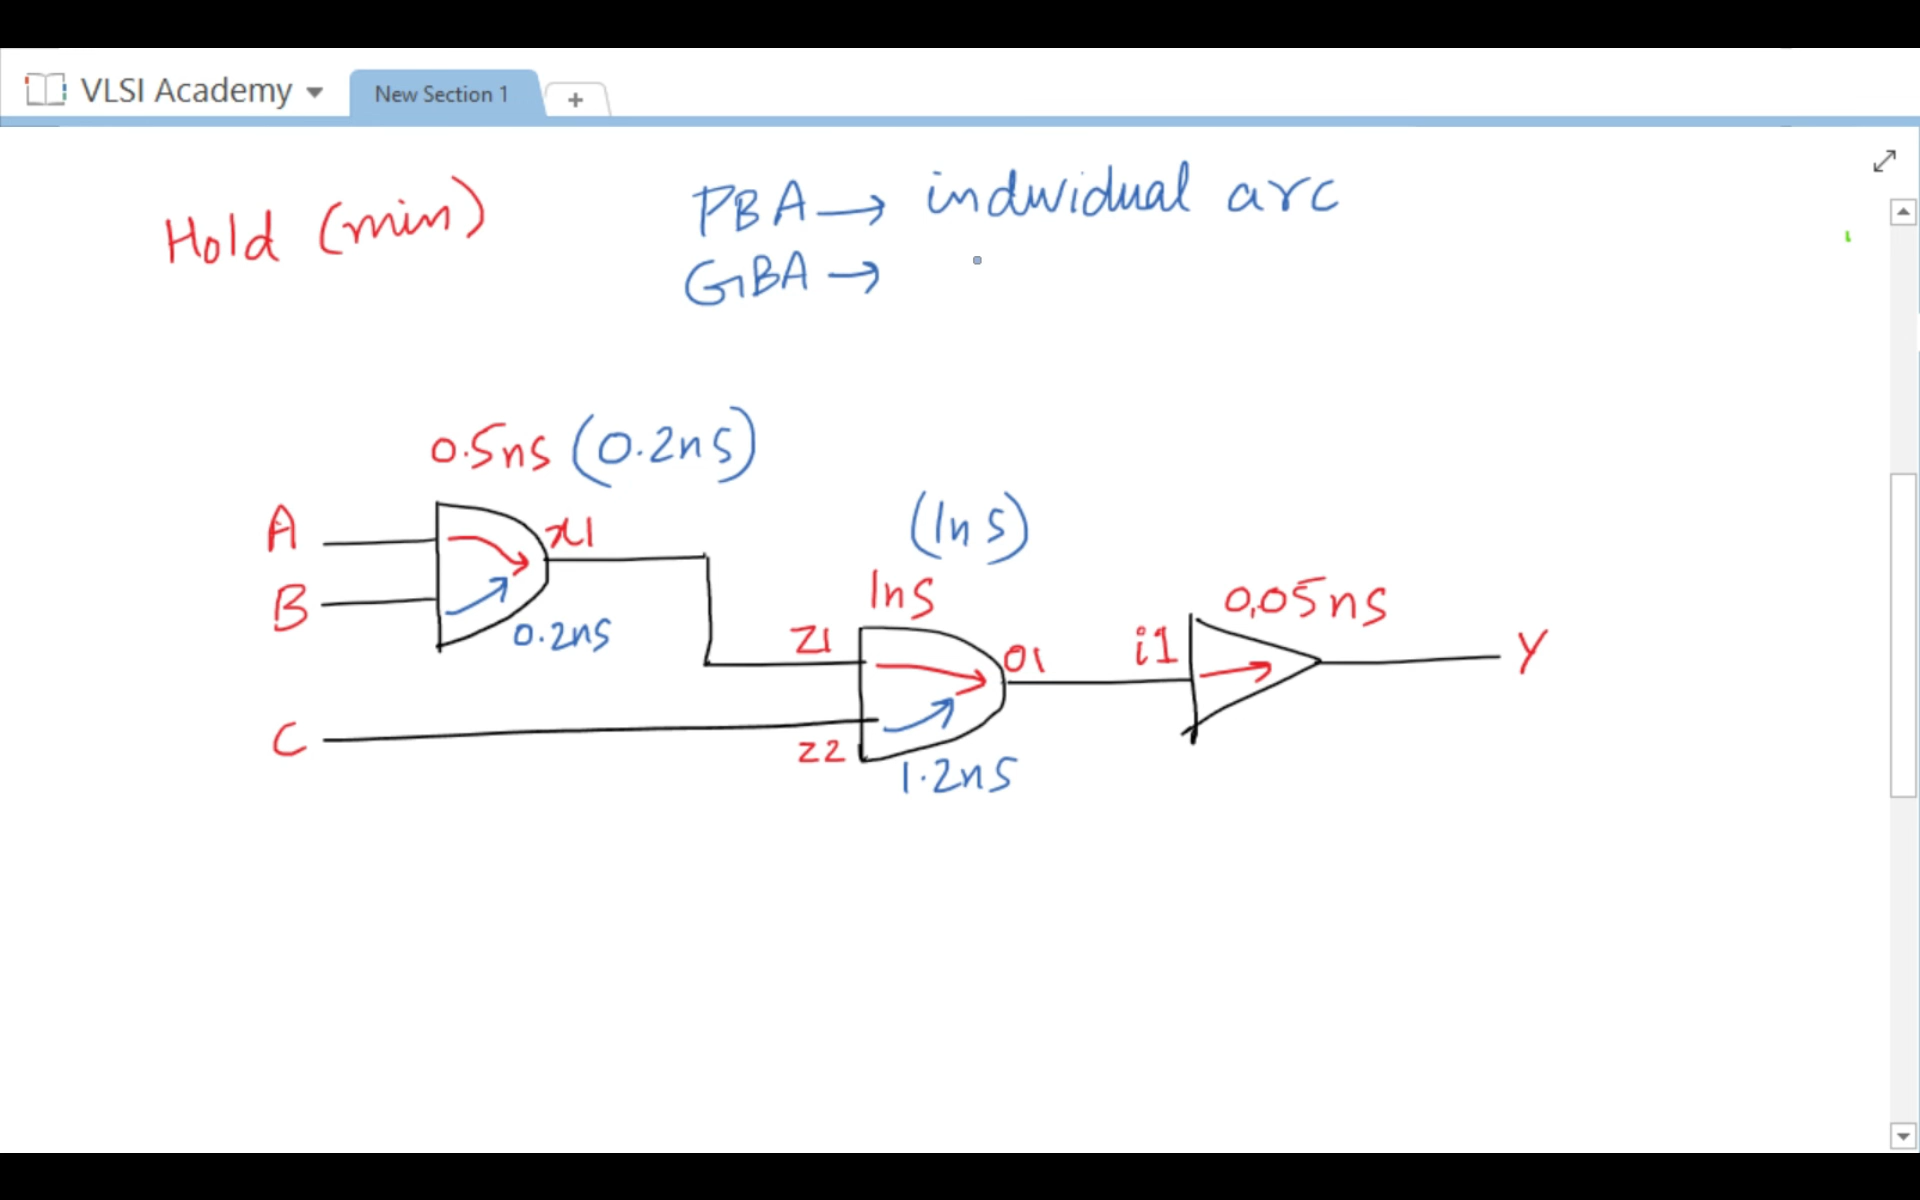 VLSI Academy
New Section 1
+
Hold (min)
PBA → indwidual arc
GBA →
0.5ns (0.2ns)
(1ns)
A
x1
B
0.2ns
1ns
0.05ns
Z1
O1
i1
Y
C
Z2
1.2ns